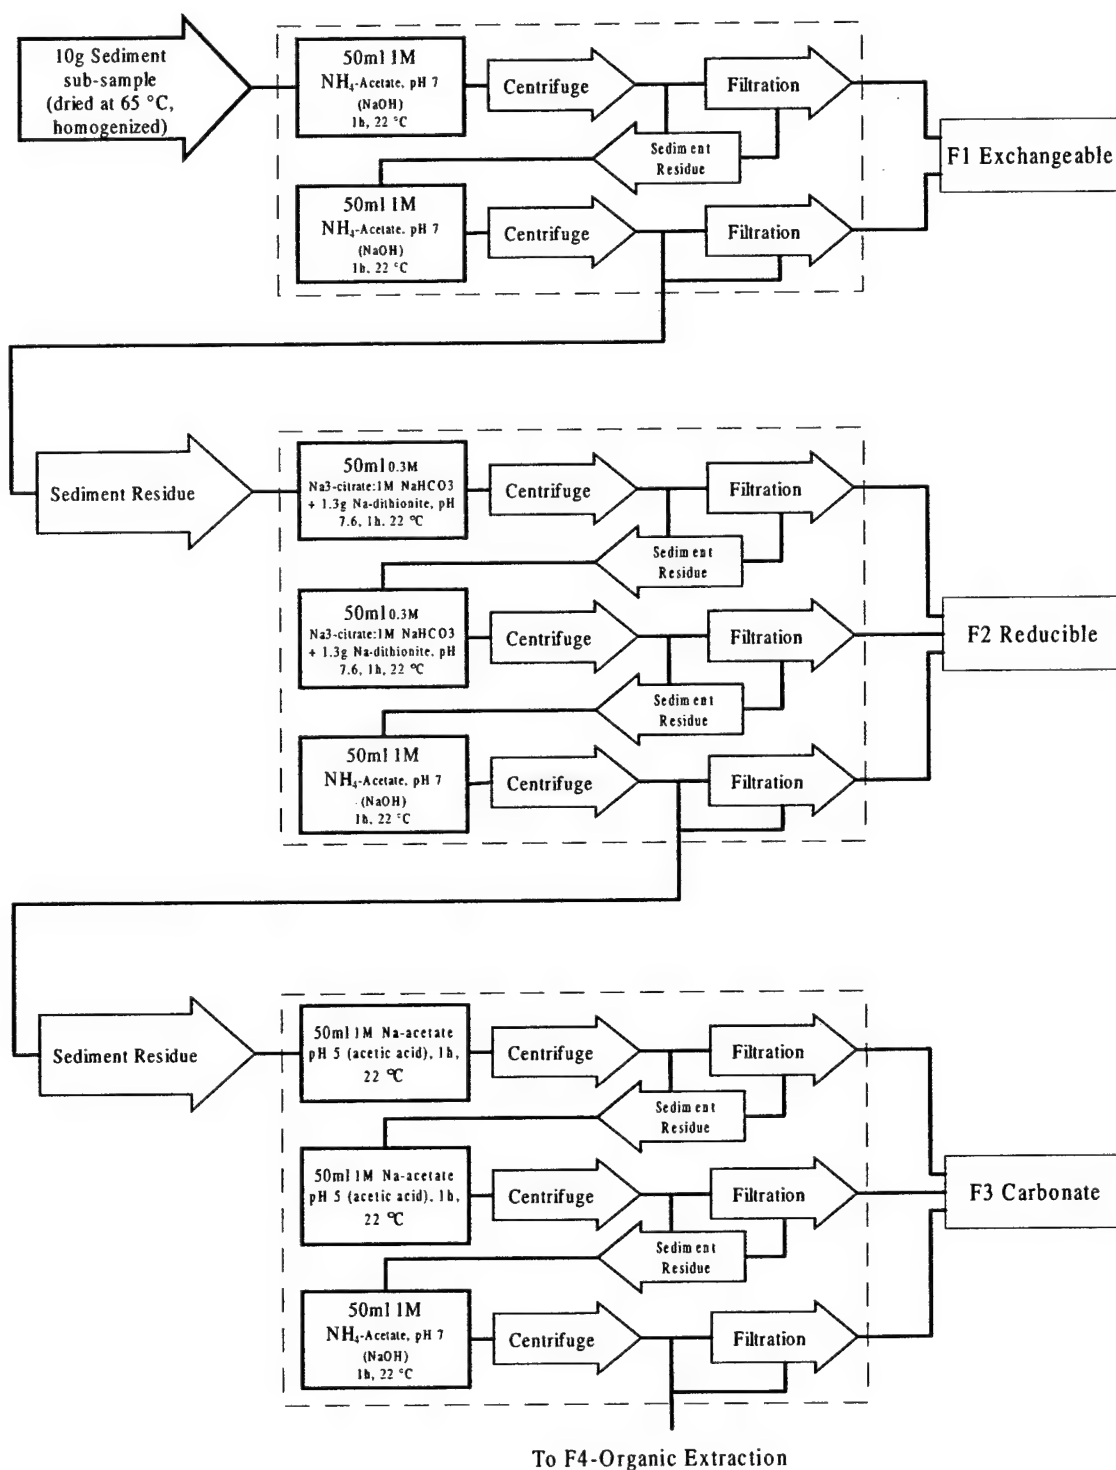 10g Sediment
sub-sample
(dried at 65 °C,
homogenized)
50ml 1M
NH₄-Acetate, pH 7
(NaOH)
1h, 22 °C
Centrifuge
Filtration
Sediment
Residue
50ml 1M
NH₄-Acetate, pH 7
(NaOH)
1h, 22 °C
Centrifuge
Filtration
F1 Exchangeable
Sediment Residue
50ml 0.3M
Na3-citrate:1M NaHCO3
+ 1.3g Na-dithionite, pH
7.6, 1h, 22 °C
Centrifuge
Filtration
Sediment
Residue
50ml 0.3M
Na3-citrate:1M NaHCO3
+ 1.3g Na-dithionite, pH
7.6, 1h, 22 °C
Centrifuge
Filtration
Sediment
Residue
50ml 1M
NH₄-Acetate, pH 7
(NaOH)
1h, 22 °C
Centrifuge
Filtration
F2 Reducible
Sediment Residue
50ml 1M Na-acetate
pH 5 (acetic acid), 1h,
22 °C
Centrifuge
Filtration
Sediment
Residue
50ml 1M Na-acetate
pH 5 (acetic acid), 1h,
22 °C
Centrifuge
Filtration
Sediment
Residue
50ml 1M
NH₄-Acetate, pH 7
(NaOH)
1h, 22 °C
Centrifuge
Filtration
F3 Carbonate
To F4-Organic Extraction